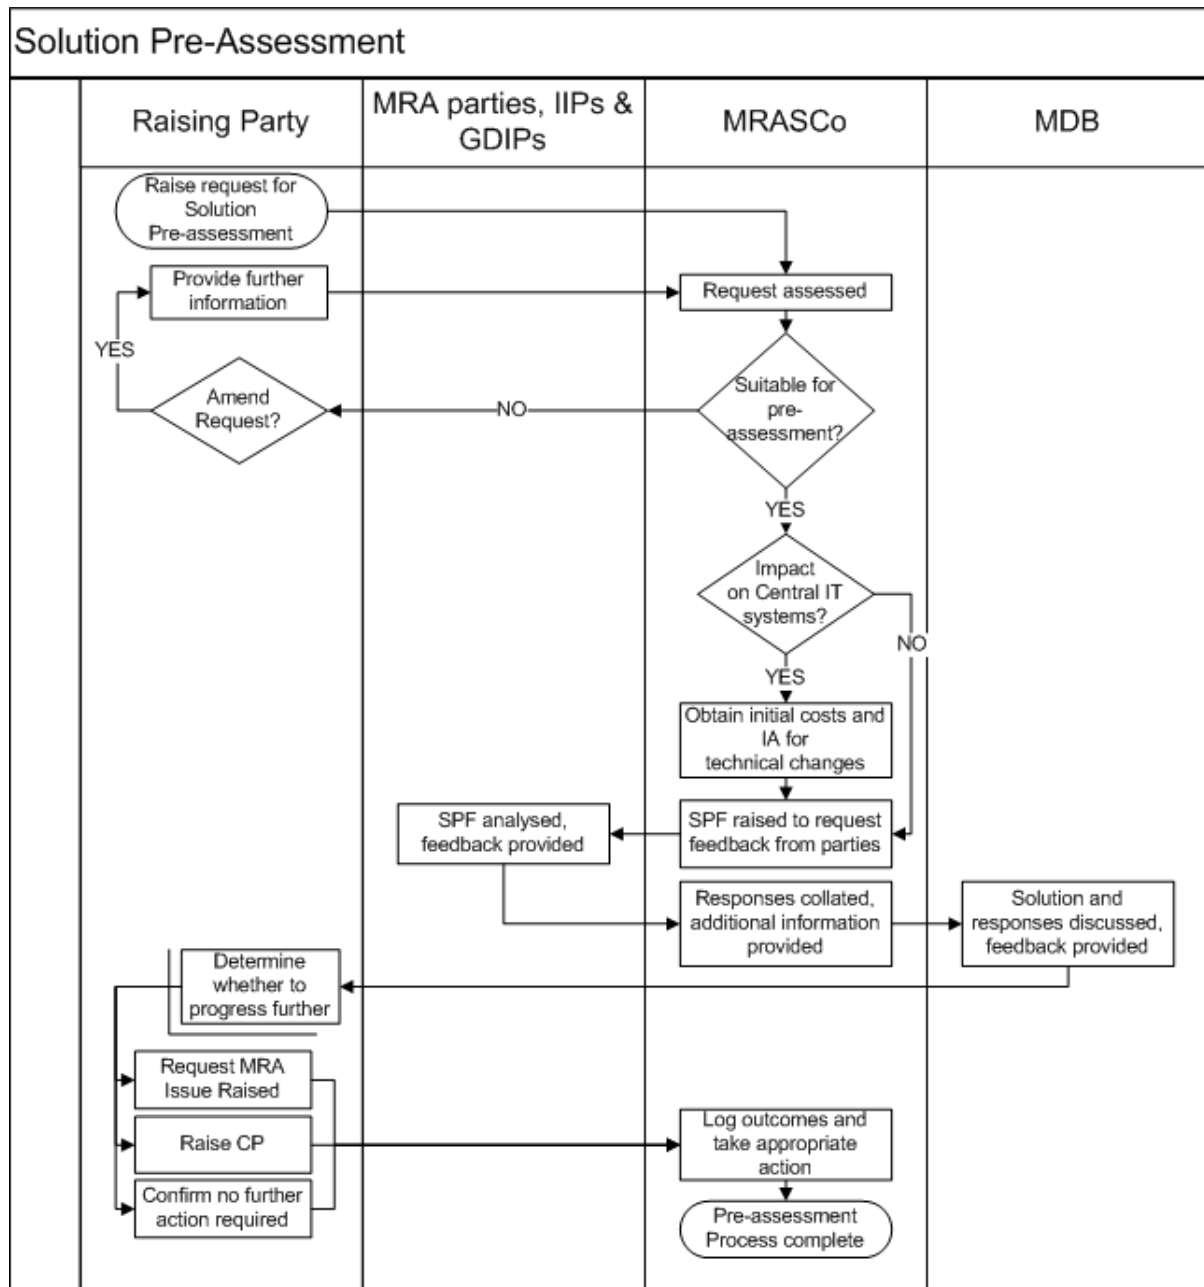 Solution Pre-Assessment
Raising Party
MRA parties, IIPs &
GDIPs
MRASCo
MDB
Raise request for
Solution
Pre-assessment
Provide further
information
Request assessed
YES
Amend
Request?
NO
Suitable for
pre-
assessment?
YES
Impact
on Central IT
systems?
NO
YES
Obtain initial costs and
IA for
technical changes
SPF analysed,
feedback provided
SPF raised to request
feedback from parties
Responses collated,
additional information
provided
Solution and
responses discussed,
feedback provided
Determine
whether to
progress further
Request MRA
Issue Raised
Raise CP
Confirm no further
action required
Log outcomes and
take appropriate
action
Pre-assessment
Process complete